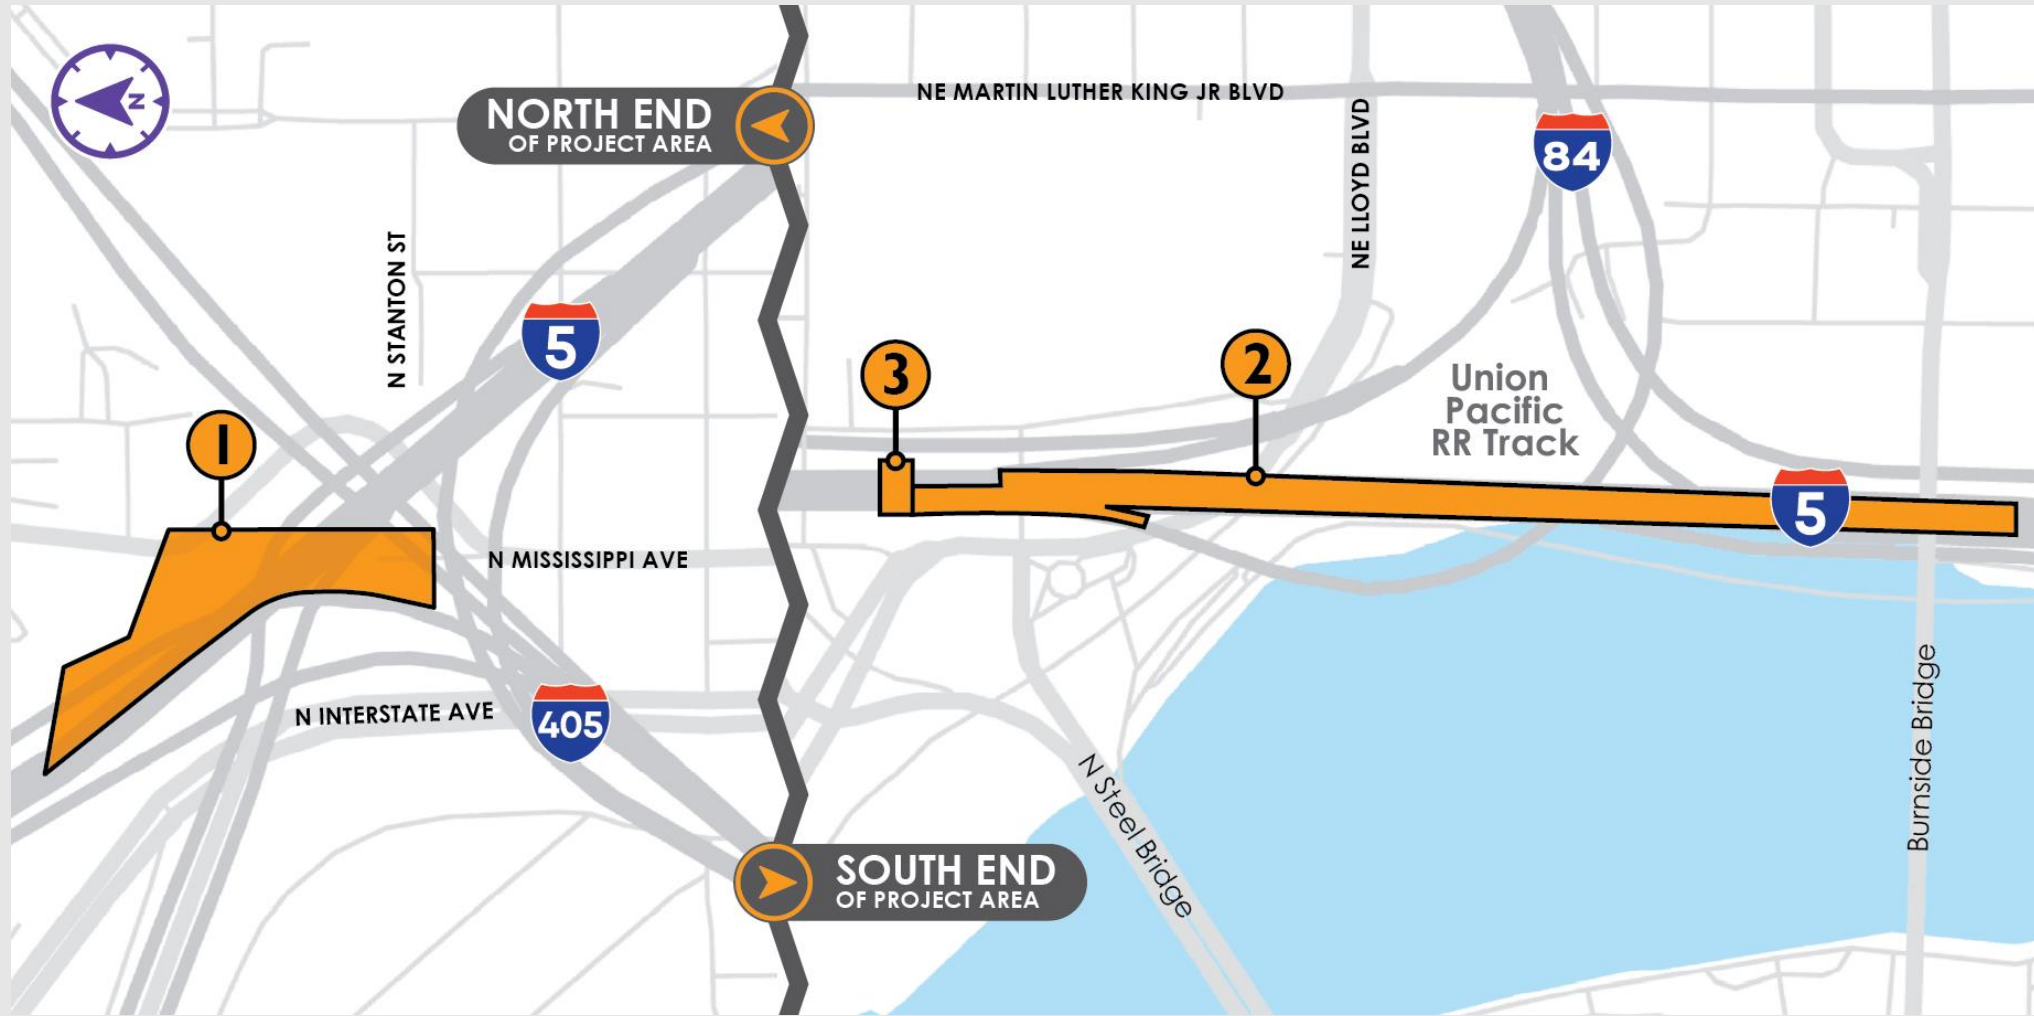 N
NORTH END
OF PROJECT AREA
NE MARTIN LUTHER KING JR BLVD
NE LLOYD BLVD
84
N STANTON ST
5
3
2
Union
Pacific
RR Track
1
5
N MISSISSIPPI AVE
N INTERSTATE AVE
405
SOUTH END
OF PROJECT AREA
N Steel Bridge
Burnside Bridge